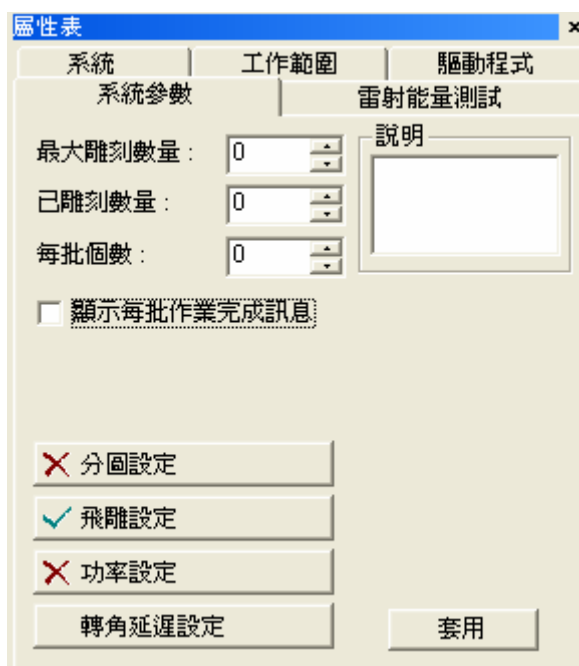 屬性表
系統 工作範圍 驅動程式
系統參數 雷射能量測試
最大雕刻數量 : 0
說明
已雕刻數量 : 0
每批個數 : 0
顯示每批作業完成訊息
分圖設定
飛雕設定
功率設定
轉角延遲設定 套用